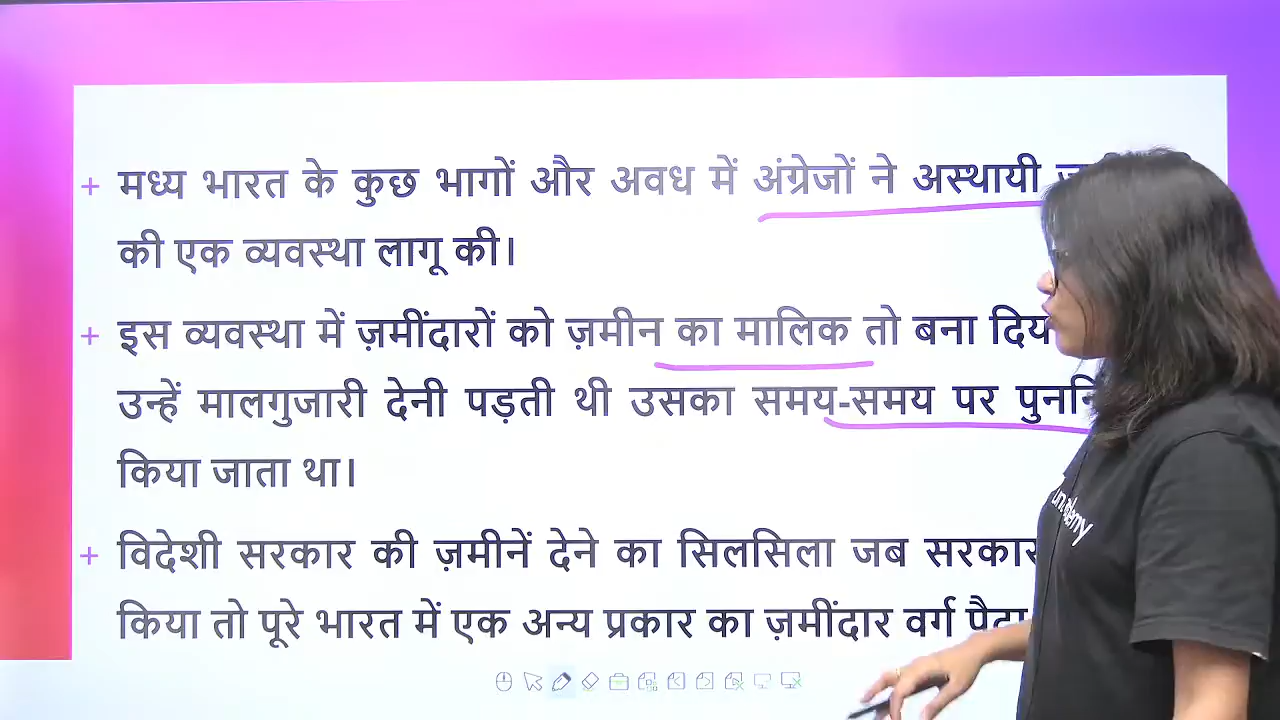 + मध्य भारत के कुछ भागों और अवध में अंग्रेजों ने अस्थायी
की एक व्यवस्था लागू की।
+ इस व्यवस्था में ज़मींदारों को ज़मीन का मालिक तो बना
उन्हें मालगुजारी देनी पड़ती थी उसका समय-समय पर
किया जाता था।
+ विदेशी सरकार की ज़मीनें देने का सिलसिला जब
किया तो पूरे भारत में एक अन्य प्रकार का ज़मींदार वर्ग